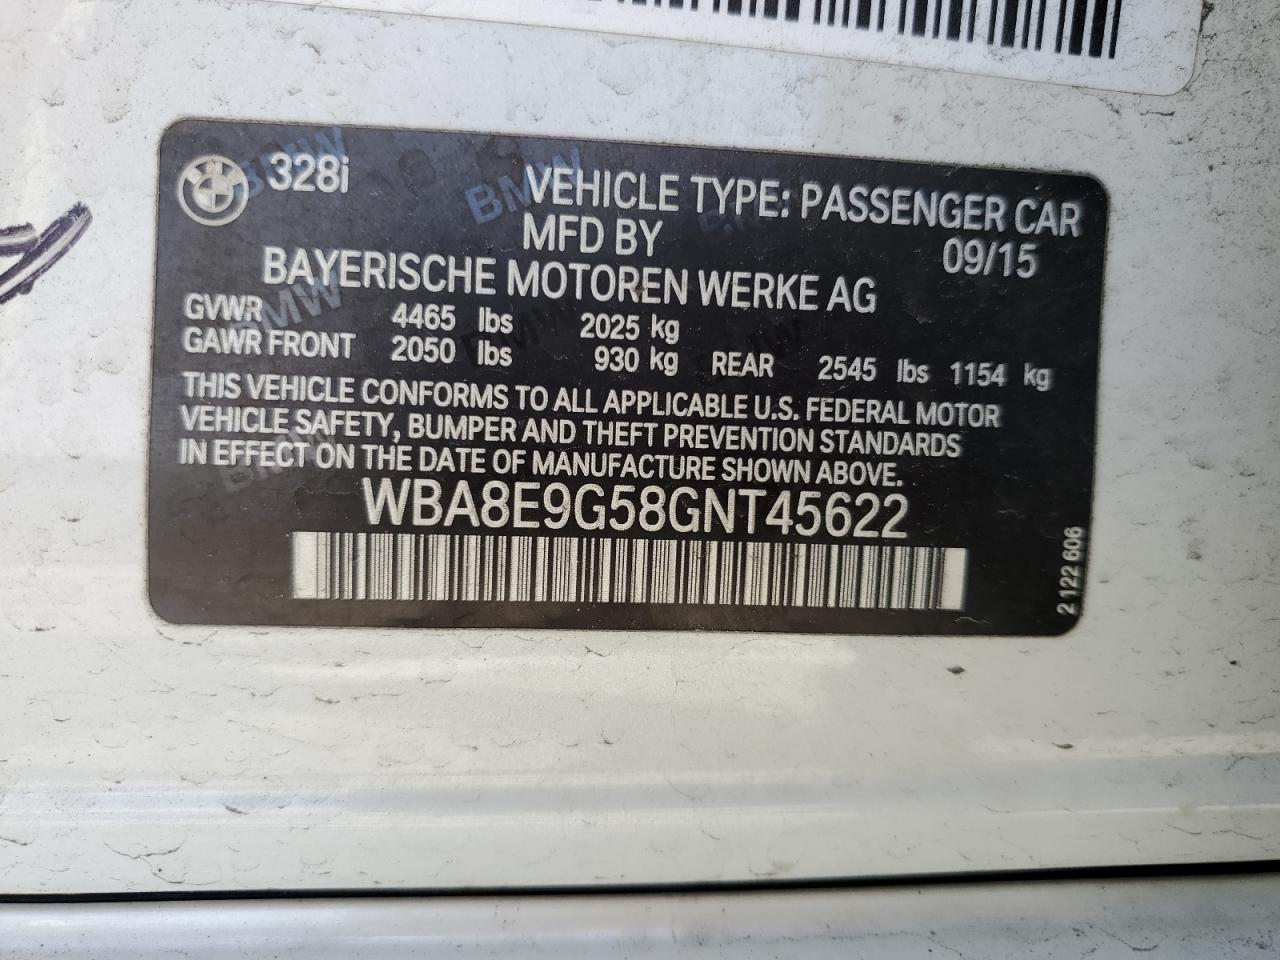 328i
VEHICLE TYPE: PASSENGER CAR
MFD BY
09/15
BAYERISCHE MOTOREN WERKE AG
GVWR 4465 lbs 2025 kg
GAWR FRONT 2050 lbs 930 kg REAR 2545 lbs 1154 kg
THIS VEHICLE CONFORMS TO ALL APPLICABLE U.S. FEDERAL MOTOR
VEHICLE SAFETY, BUMPER AND THEFT PREVENTION STANDARDS
IN EFFECT ON THE DATE OF MANUFACTURE SHOWN ABOVE.
WBA8E9G58GNT45622
2 122 606